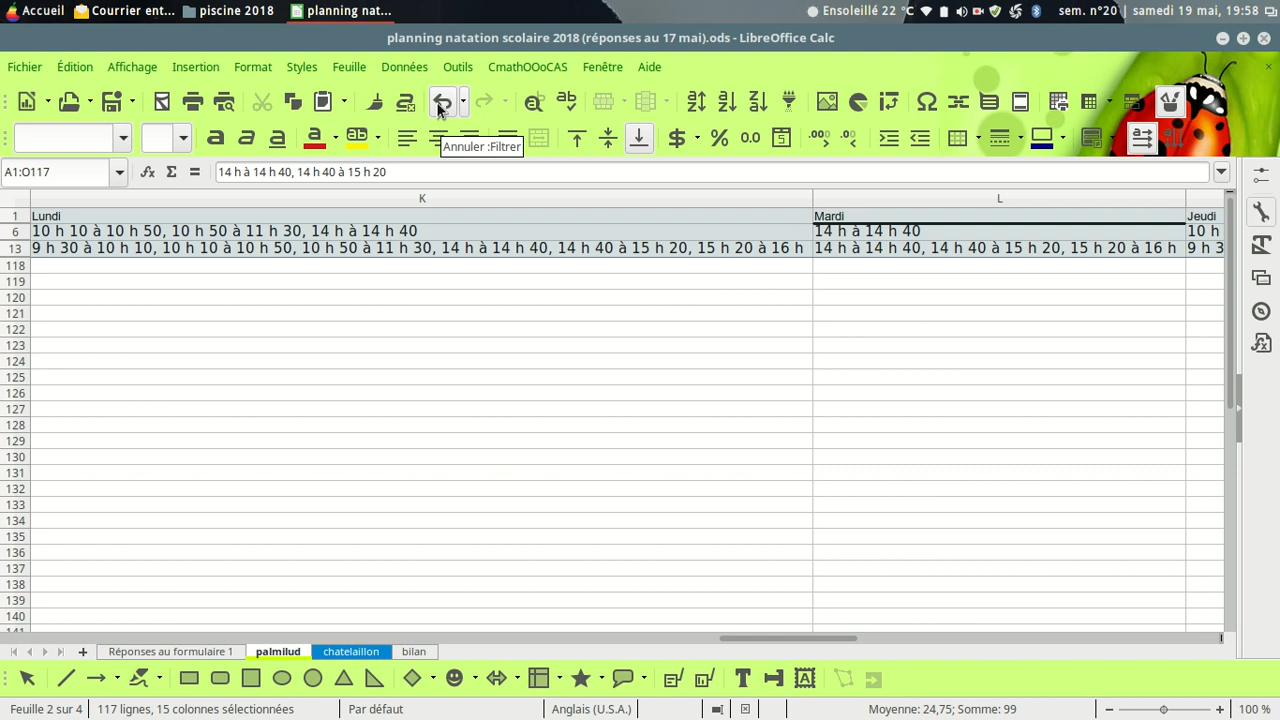 Accueil Courrier ent... piscine 2018 planning nat... Ensoleillé 22 °C sem. n°20 samedi 19 mai, 19:58
planning natation scolaire 2018 (réponses au 17 mai).ods - LibreOffice Calc
Fichier Édition Affichage Insertion Format Styles Feuille Données Outils CmathOOoCAS Fenêtre Aide
Annuler :Filtrer
A1:O117 14 h à 14 h 40, 14 h 40 à 15 h 20
K L
1 Lundi Mardi Jeudi
6 10 h 10 à 10 h 50, 10 h 50 à 11 h 30, 14 h à 14 h 40 14 h à 14 h 40 10 h
13 9 h 30 à 10 h 10, 10 h 10 à 10 h 50, 10 h 50 à 11 h 30, 14 h à 14 h 40, 14 h 40 à 15 h 20, 15 h 20 à 16 h 14 h à 14 h 40, 14 h 40 à 15 h 20, 15 h 20 à 16 h 9 h 3
118
119
120
121
122
123
124
125
126
127
128
129
130
131
132
133
134
135
136
137
138
139
140
141
Réponses au formulaire 1 palmilud chatelaillon bilan
Feuille 2 sur 4 117 lignes, 15 colonnes sélectionnées Par défaut Anglais (U.S.A.) Moyenne: 24,75; Somme: 99 100 %